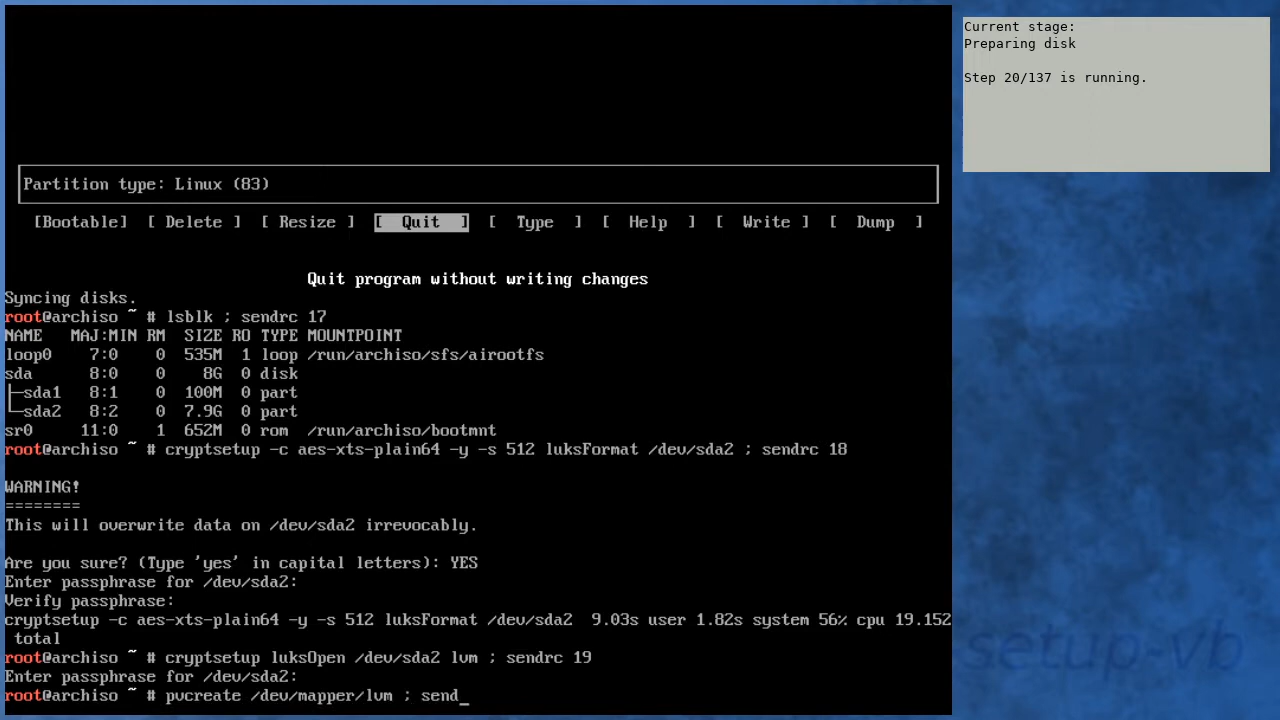 Partition type: Linux (83)
[Bootable] [ Delete ] [ Resize ] [ Quit ] [ Type ] [ Help ] [ Write ] [ Dump ]
Quit program without writing changes
Syncing disks.
root@archiso ~ # lsblk ; sendrc 17
NAME MAJ:MIN RM SIZE RO TYPE MOUNTPOINT
loop0 7:0 0 535M 1 loop /run/archiso/sfs/airootfs
sda 8:0 0 8G 0 disk
├─sda1 8:1 0 100M 0 part
└─sda2 8:2 0 7.9G 0 part
sr0 11:0 1 652M 0 rom /run/archiso/bootmnt
root@archiso ~ # cryptsetup -c aes-xts-plain64 -y -s 512 luksFormat /dev/sda2 ; sendrc 18
WARNING!
========
This will overwrite data on /dev/sda2 irrevocably.
Are you sure? (Type 'yes' in capital letters): YES
Enter passphrase for /dev/sda2:
Verify passphrase:
cryptsetup -c aes-xts-plain64 -y -s 512 luksFormat /dev/sda2 9.03s user 1.82s system 56% cpu 19.152
total
root@archiso ~ # cryptsetup luksOpen /dev/sda2 lvm ; sendrc 19
Enter passphrase for /dev/sda2:
root@archiso ~ # pvcreate /dev/mapper/lvm ; send_
Current stage:
Preparing disk
Step 20/137 is running.
setup-vb